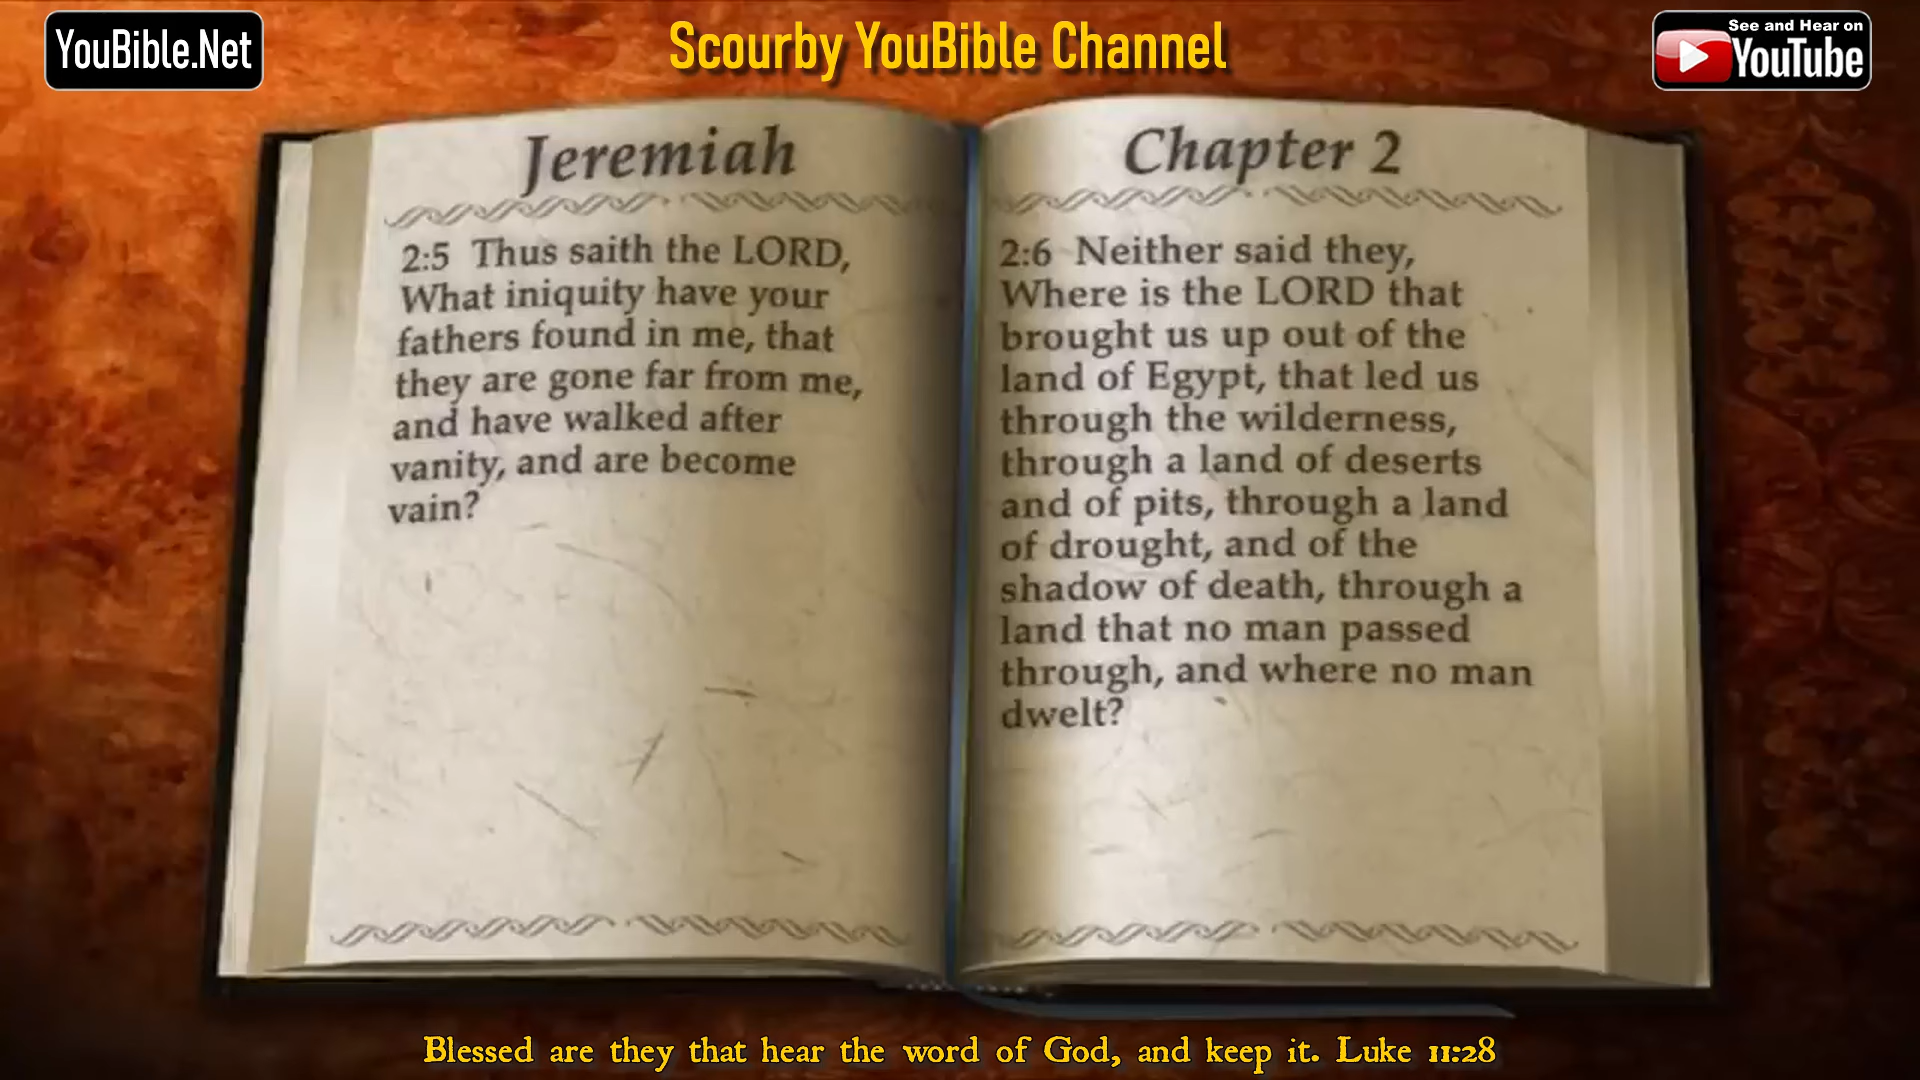 YouBible.Net
Scourby YouBible Channel
See and Hear on
YouTube
Jeremiah
2:5 Thus saith the LORD,
What iniquity have your
fathers found in me, that
they are gone far from me,
and have walked after
vanity, and are become
vain?
Chapter 2
2:6 Neither said they,
Where is the LORD that
brought us up out of the
land of Egypt, that led us
through the wilderness,
through a land of deserts
and of pits, through a land
of drought, and of the
shadow of death, through a
land that no man passed
through, and where no man
dwelt?
Blessed are they that hear the word of God, and keep it. Luke 11:28